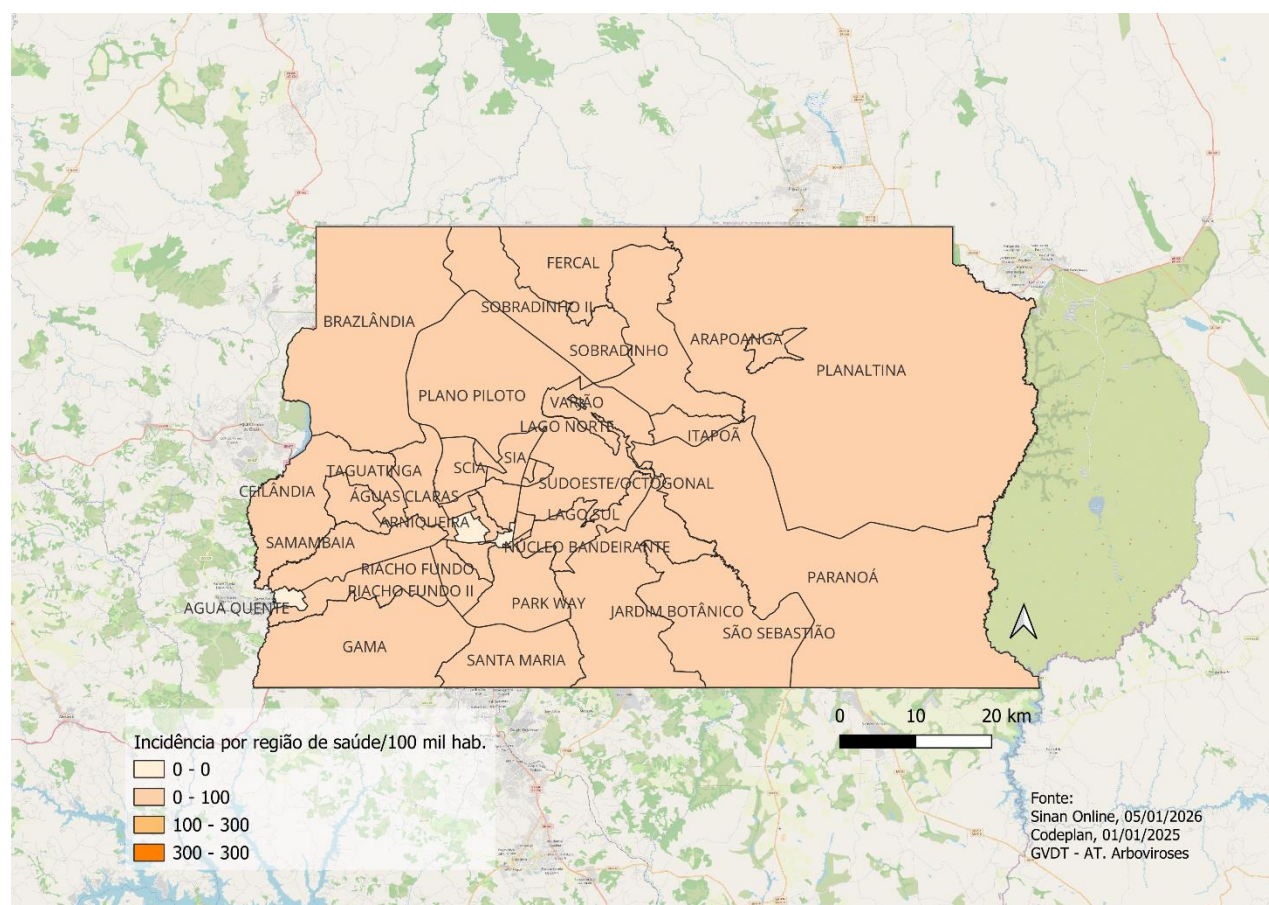 FERCAL
SOBRADINHO II
BRAZLÂNDIA
ARAPOANGA
SOBRADINHO
PLANALTINA
PLANO PILOTO
VARJÃO
LAGO NORTE
ITAPOÃ
SIA
SCIA
TAGUATINGA
SUDOESTE/OCTOGONAL
CEILÂNDIA
ÁGUAS CLARAS
LAGO SUL
ARNIQUEIRA
SAMAMBAIA
NÚCLEO BANDEIRANTE
RIACHO FUNDO
PARANOÁ
RIACHO FUNDO II
PARK WAY
AGUA QUENTE
JARDIM BOTÂNICO
SÃO SEBASTIÃO
GAMA
SANTA MARIA
0 10 20 km
Incidência por região de saúde/100 mil hab.
0 - 0
0 - 100
100 - 300
300 - 300
Fonte:
Sinan Online, 05/01/2026
Codeplan, 01/01/2025
GVDT - AT. Arboviroses